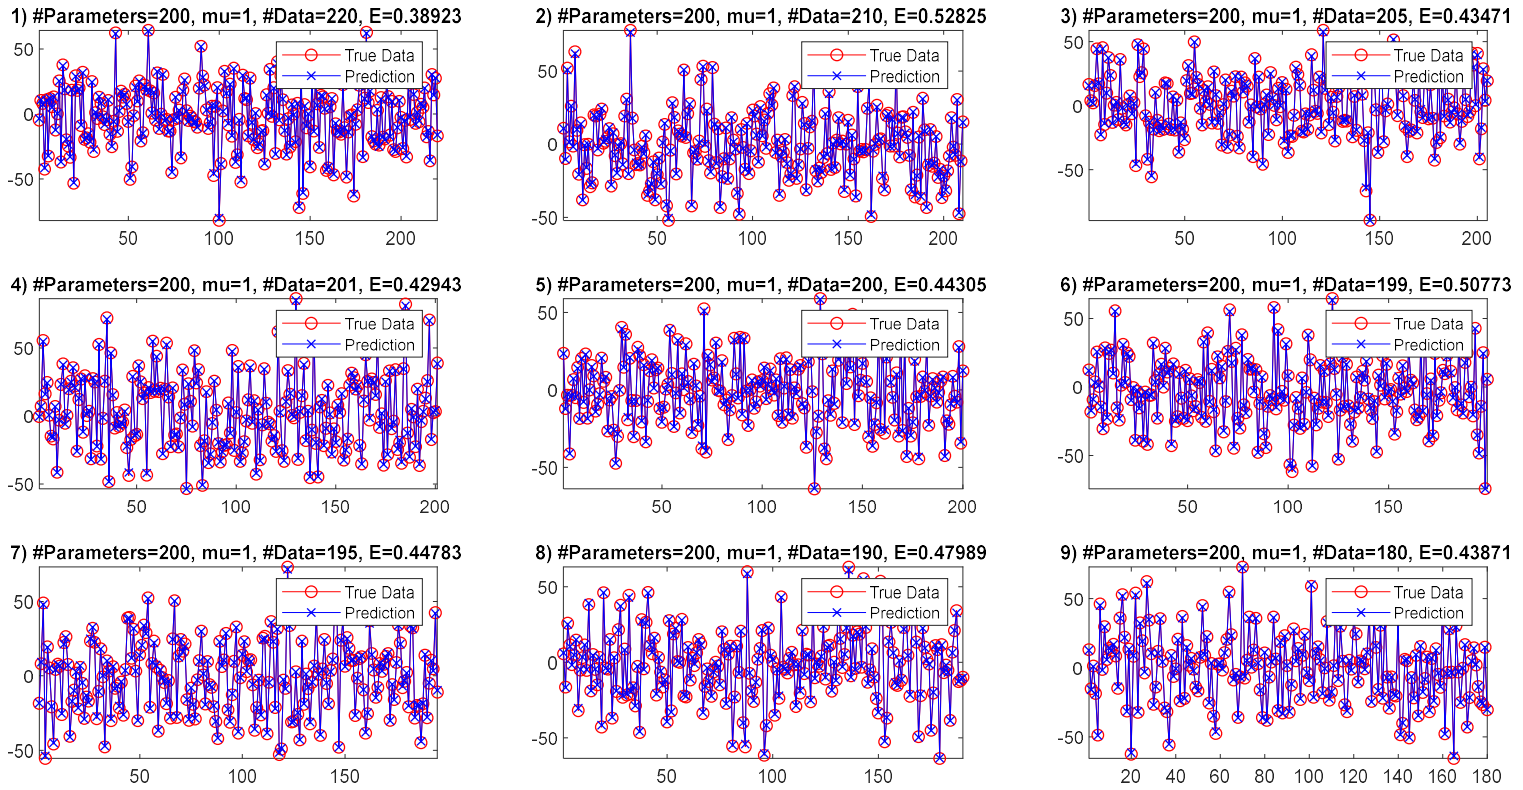 1) #Parameters=200, mu=1, #Data=220, E=0.38923
50
0
-50
50
100
150
200
True Data
Prediction
2) #Parameters=200, mu=1, #Data=210, E=0.52825
50
0
-50
50
100
150
200
True Data
Prediction
3) #Parameters=200, mu=1, #Data=205, E=0.43471
50
0
-50
50
100
150
200
True Data
Prediction
4) #Parameters=200, mu=1, #Data=201, E=0.42943
50
0
-50
50
100
150
200
True Data
Prediction
5) #Parameters=200, mu=1, #Data=200, E=0.44305
50
0
-50
50
100
150
200
True Data
Prediction
6) #Parameters=200, mu=1, #Data=199, E=0.50773
50
0
-50
50
100
150
True Data
Prediction
7) #Parameters=200, mu=1, #Data=195, E=0.44783
50
0
-50
50
100
150
True Data
Prediction
8) #Parameters=200, mu=1, #Data=190, E=0.47989
50
0
-50
50
100
150
True Data
Prediction
9) #Parameters=200, mu=1, #Data=180, E=0.43871
50
0
-50
20
40
60
80
100
120
140
160
180
True Data
Prediction